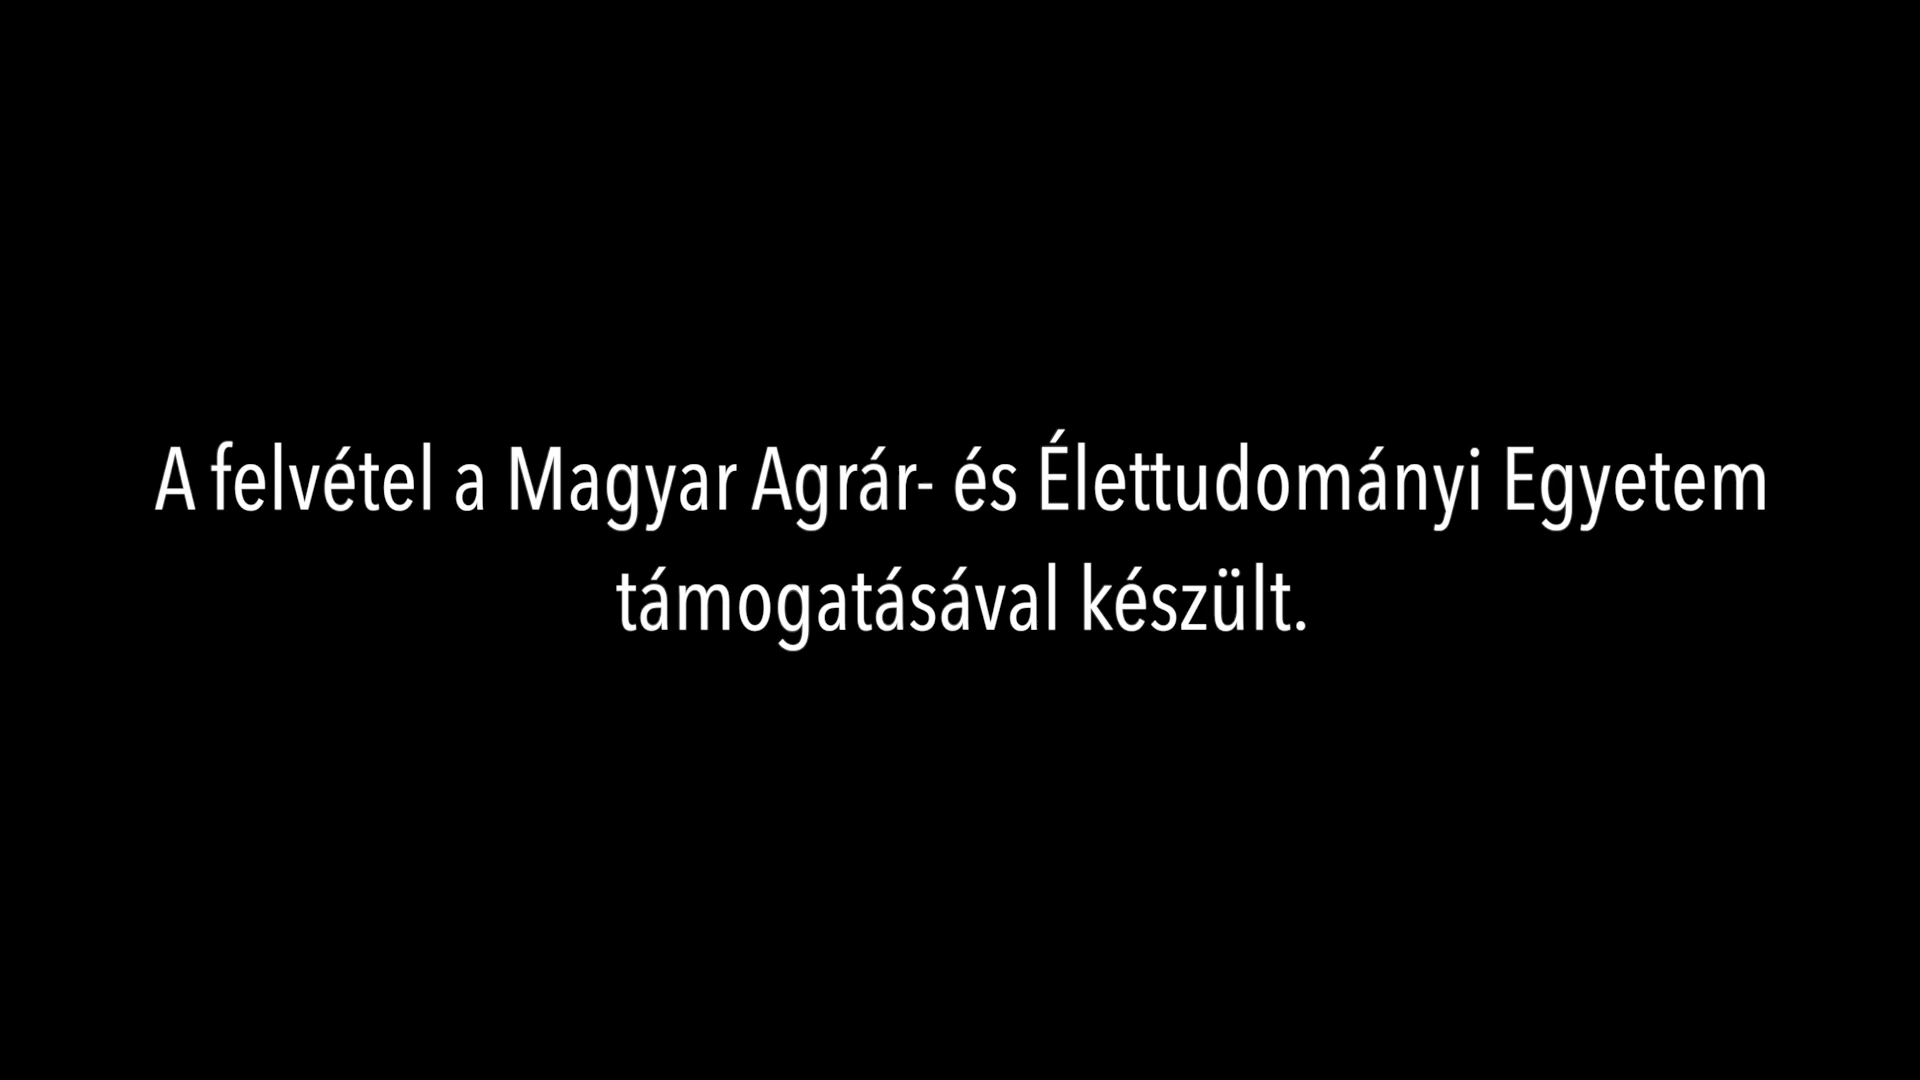 A felvétel a Magyar Agrár- és Élettudományi Egyetem
támogatásával készült.